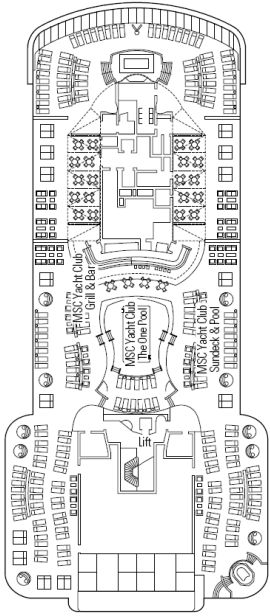 MSC Yacht Club
Grill & Bar
MSC Yacht Club
The One Pool
MSC Yacht Club
Sundeck & Pool
Lift